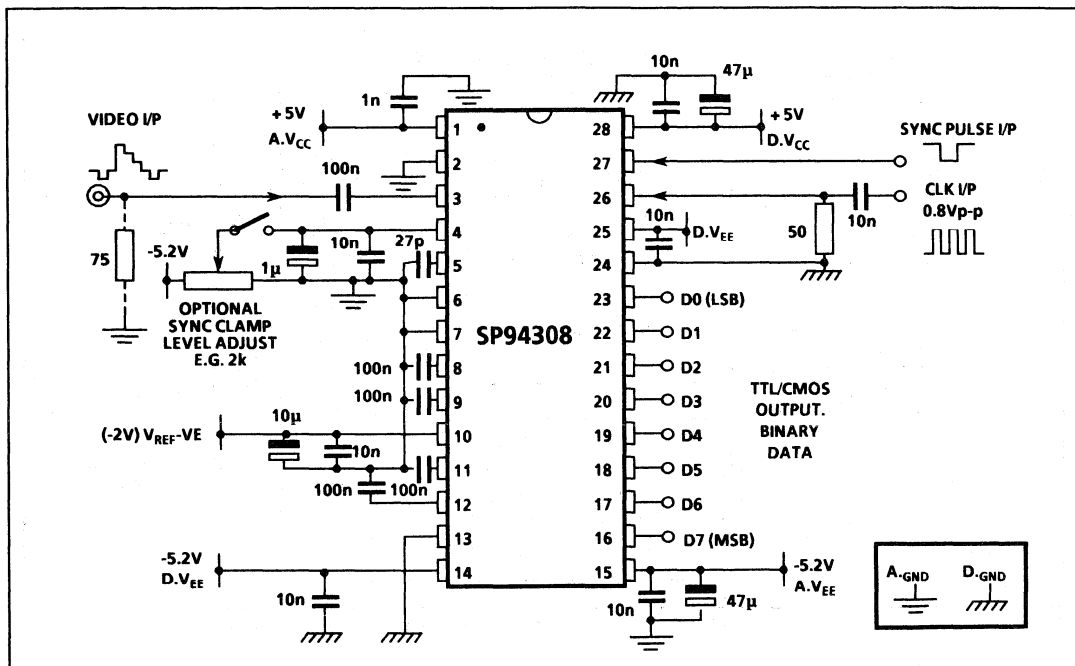 VIDEO I/P
+5V
A.VCC
1n
10n
47μ
+5V
D.VCC
SYNC PULSE I/P
CLK I/P
0.8Vp-p
10n
50
100n
75
-5.2V
1μ
10n
27p
OPTIONAL
SYNC CLAMP
LEVEL ADJUST
E.G. 2k
10n
D.VEE
100n
100n
(-2V) VREF-VE
10μ
10n
100n
100n
-5.2V
D.VEE
10n
SP94308
1
2
3
4
5
6
7
8
9
10
11
12
13
14
28
27
26
25
24
23
22
21
20
19
18
17
16
15
D0 (LSB)
D1
D2
D3
D4
D5
D6
D7 (MSB)
TTL/CMOS
OUTPUT.
BINARY
DATA
-5.2V
A.VEE
10n
47μ
A.GND
D.GND